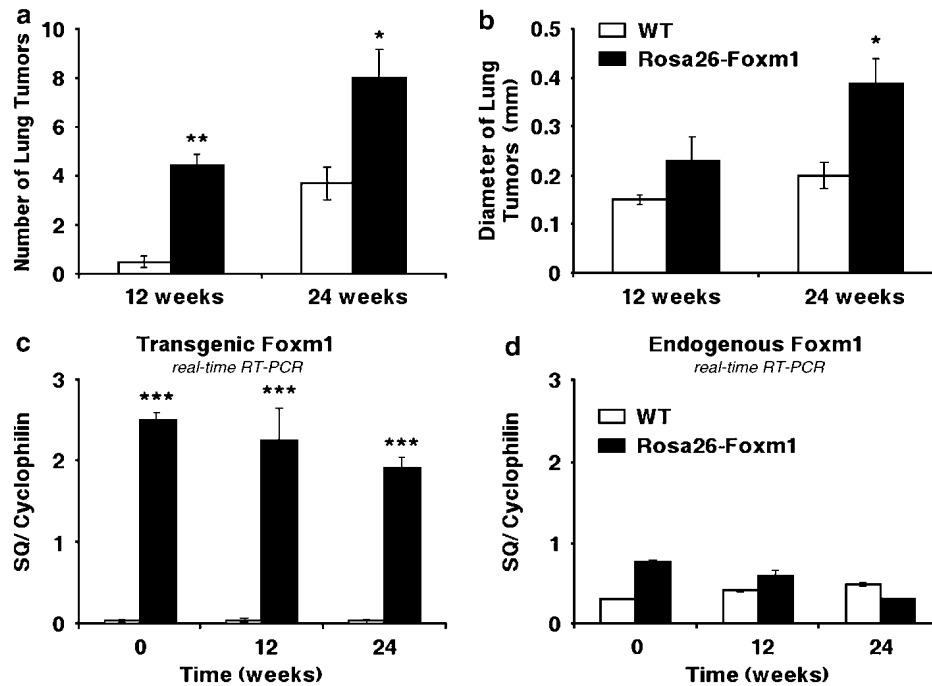 a
Number of Lung Tumors
10
8
6
4
2
0
**
*
12 weeks
24 weeks
b
Diameter of Lung
Tumors (mm)
0.5
0.4
0.3
0.2
0.1
0
WT
Rosa26-Foxm1
*
12 weeks
24 weeks
c
Transgenic Foxm1
real-time RT-PCR
SQ/ Cyclophilin
3
2
1
0
***
***
***
0
12
24
Time (weeks)
d
Endogenous Foxm1
real-time RT-PCR
SQ/ Cyclophilin
3
2
1
0
WT
Rosa26-Foxm1
0
12
24
Time (weeks)